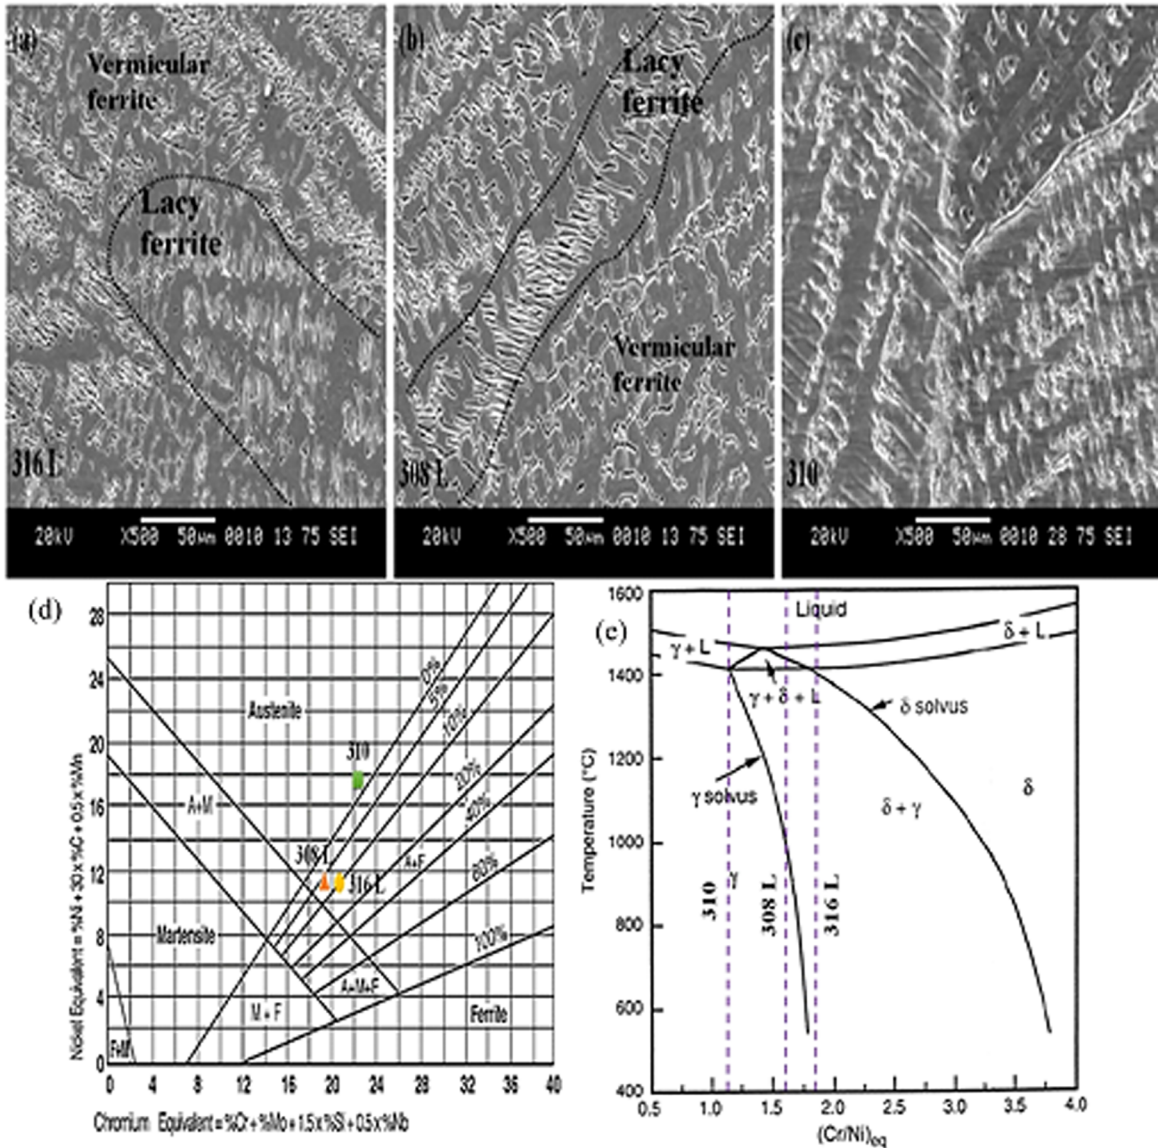 (a)
Vermicular
ferrite
Lacy
ferrite
316 L
20kV X500 50µm 0010 13 75 SEI
(b)
Lacy
ferrite
Vermicular
ferrite
308 L
20kV X500 50µm 0010 13 75 SEI
(c)
310
20kV X500 50µm 0010 28 75 SEI
(d)
Nickel Equivalent = %Ni + 30 x %C + 0.5 x %Mn
28
24
20
16
12
8
4
0
0%
5%
10%
20%
40%
80%
100%
Austenite
310
A+M
308 L
A+F
316 L
Martensite
A+M+F
M + F
Ferrite
F+M
0 4 8 12 16 20 24 28 32 36 40
Chromium Equivalent = %Cr + %Mo + 1.5 x %Si + 0.5 x %Nb
(e)
Temperature (°C)
1600
1400
1200
1000
800
600
400
Liquid
γ + L
δ + L
γ + δ + L
δ solvus
γ solvus
δ + γ
δ
γ
310
308 L
316 L
0.5 1.0 1.5 2.0 2.5 3.0 3.5 4.0
(Cr/Ni)eq